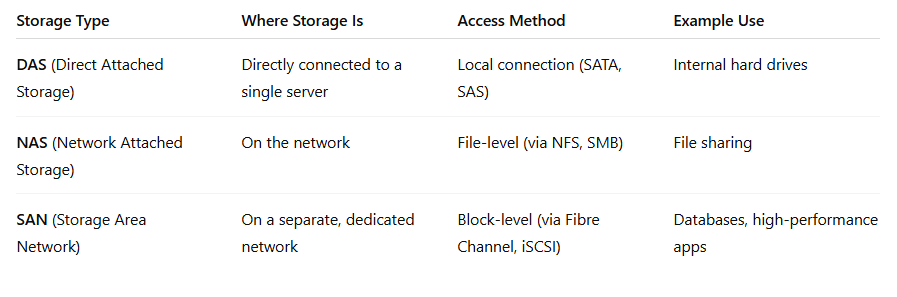 Storage Type Where Storage Is Access Method Example Use
DAS (Direct Attached Storage) Directly connected to a single server Local connection (SATA, SAS) Internal hard drives
NAS (Network Attached Storage) On the network File-level (via NFS, SMB) File sharing
SAN (Storage Area Network) On a separate, dedicated network Block-level (via Fibre Channel, iSCSI) Databases, high-performance apps